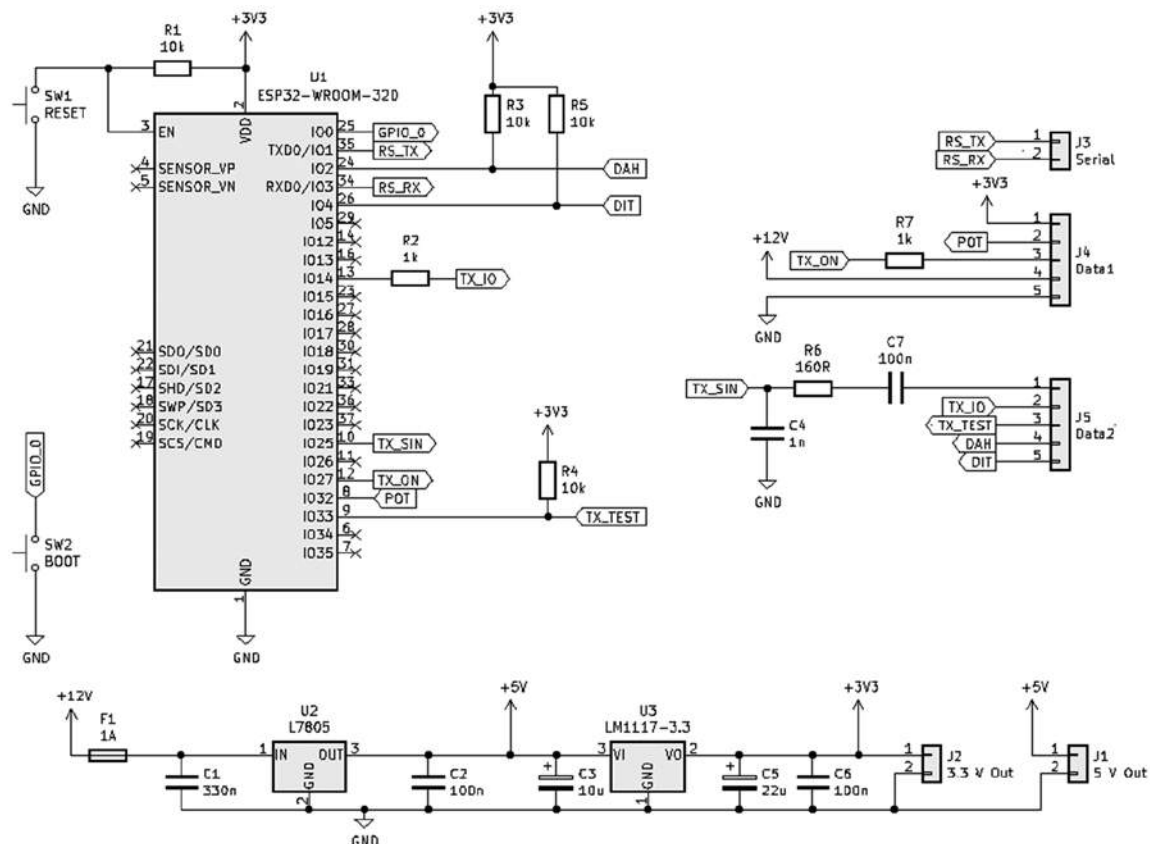 +3V3
R1
10k
SW1
RESET
GND
U1
ESP32-WROOM-32D
2
VDD
3 EN
4 SENSOR_VP
5 SENSOR_VN
21 SD0/SD0
22 SDI/SD1
17 SHD/SD2
18 SWP/SD3
20 SCK/CLK
19 SCS/CMD
IO0 25 GPIO_0
TXD0/IO1 35 RS_TX
IO2 24
RXD0/IO3 34 RS_RX
IO4 26
IO5 29
IO12 14
IO13 16
IO14 13
IO15 23
IO16 27
IO17 28
IO18 30
IO19 31
IO21 33
IO22 36
IO23 37
IO25 10 TX_SIN
IO26 11
IO27 12 TX_ON
IO32 8 POT
IO33 9
IO34 6
IO35 7
GND
1
GND
+3V3
R3
10k
R5
10k
DAH
DIT
R2
1k
TX_IO
+3V3
R4
10k
TX_TEST
GPIO_0
SW2
BOOT
GND
RS_TX 1
RS_RX 2
J3
Serial
+3V3
1
POT 2
+12V
TX_ON
R7
1k
3
4
5
J4
Data1
GND
TX_SIN
R6
160R
C7
100n
C4
1n
GND
1
TX_IO 2
TX_TEST 3
DAH 4
DIT 5
J5
Data2
+12V
F1
1A
C1
330n
U2
L7805
1 IN OUT 3
GND
2
GND
C2
100n
+5V
C3
10u
+
U3
LM1117-3.3
3 VI VO 2
GND
1
+
C5
22u
C6
100n
+3V3
1
2
J2
3.3 V Out
+5V
1
2
J1
5 V Out